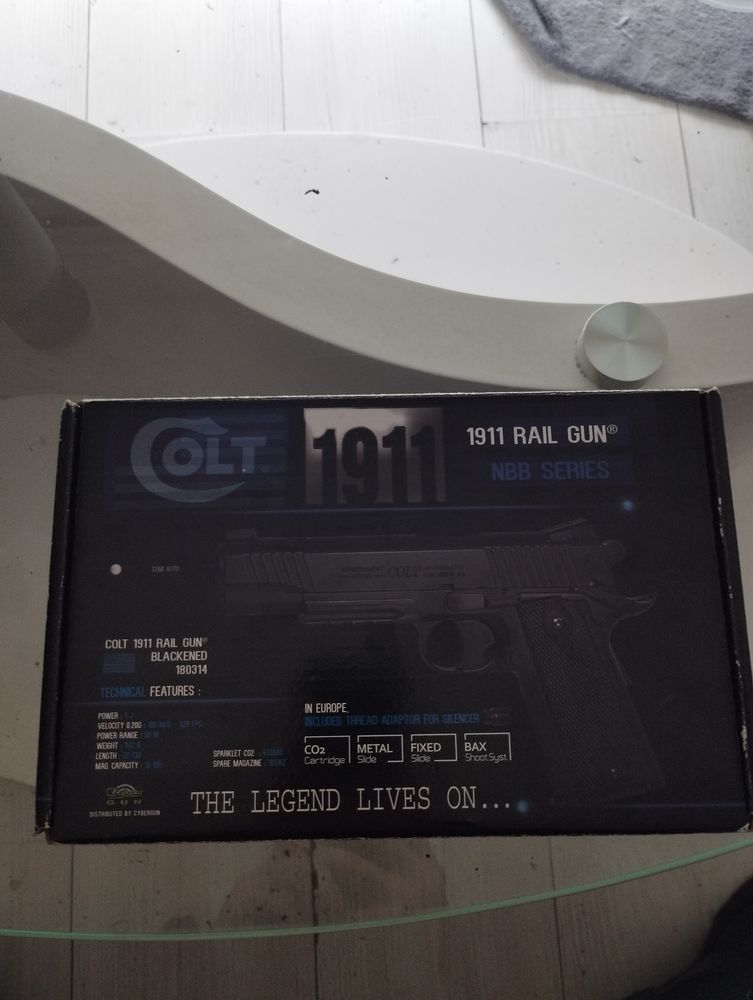 COLT
1911
1911 RAIL GUN®
NBB SERIES
SEMI AUTO
COLT AUTOMATIC
COLT 1911 RAIL GUN®
BLACKENED
180314
TECHNICAL FEATURES :
POWER :
VELOCITY 0.20G :
POWER RANGE :
WEIGHT :
LENGTH :
MAG CAPACITY :
SPARKLET CO2 :
SPARE MAGAZINE :
IN EUROPE,
INCLUDED THREAD ADAPTOR FOR SILENCER
CO2 Cartridge
METAL Slide
FIXED Slide
BAX Shoot.Syst
GUN
DISTRIBUTED BY CYBERGUN
THE LEGEND LIVES ON...